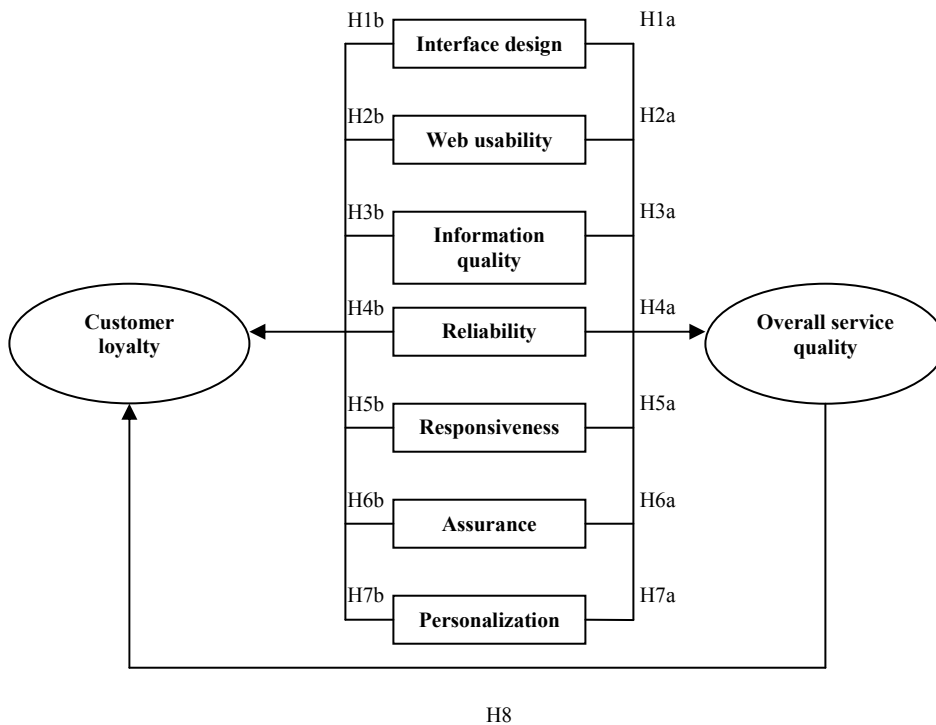 H1b
Interface design
H1a
H2b
Web usability
H2a
H3b
Information
quality
H3a
Customer
loyalty
H4b
Reliability
H4a
Overall service
quality
H5b
Responsiveness
H5a
H6b
Assurance
H6a
H7b
Personalization
H7a
H8